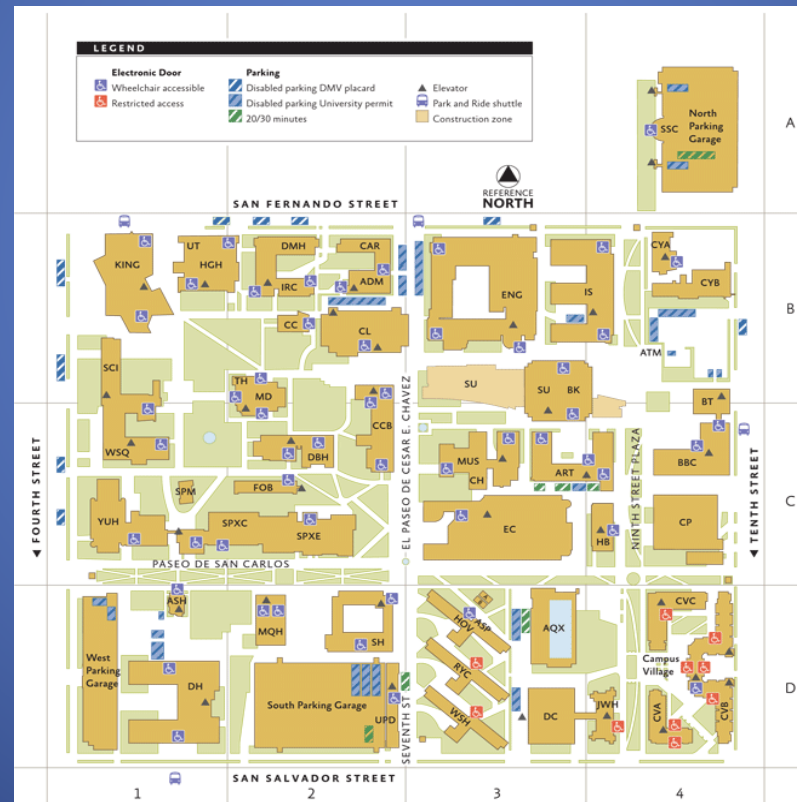 LEGEND
Electronic Door
Wheelchair accessible
Restricted access
Parking
Disabled parking DMV placard
Disabled parking University permit
20/30 minutes
Elevator
Park and Ride shuttle
Construction zone
A
SSC
North
Parking
Garage
REFERENCE
NORTH
SAN FERNANDO STREET
KING
UT
HGH
DMH
IRC
CAR
ADM
CC
CL
ENG
IS
CYA
CYB
ATM
B
SCI
TH
MD
SU
SU
BK
BT
WSQ
DBH
CCB
MUS
CH
ART
BBC
FOURTH STREET
EL PASEO DE CESAR E. CHAVEZ
NINTH STREET PLAZA
TENTH STREET
C
YUH
SPM
FOB
SPXC
SPXE
EC
HB
CP
PASEO DE SAN CARLOS
West
Parking
Garage
ASH
DH
MQH
SH
South Parking Garage
UPD
SEVENTH ST
HOV
ASP
RYC
WSH
AQX
DC
JWH
CVC
Campus
Village
CVA
CVB
D
SAN SALVADOR STREET
1
2
3
4